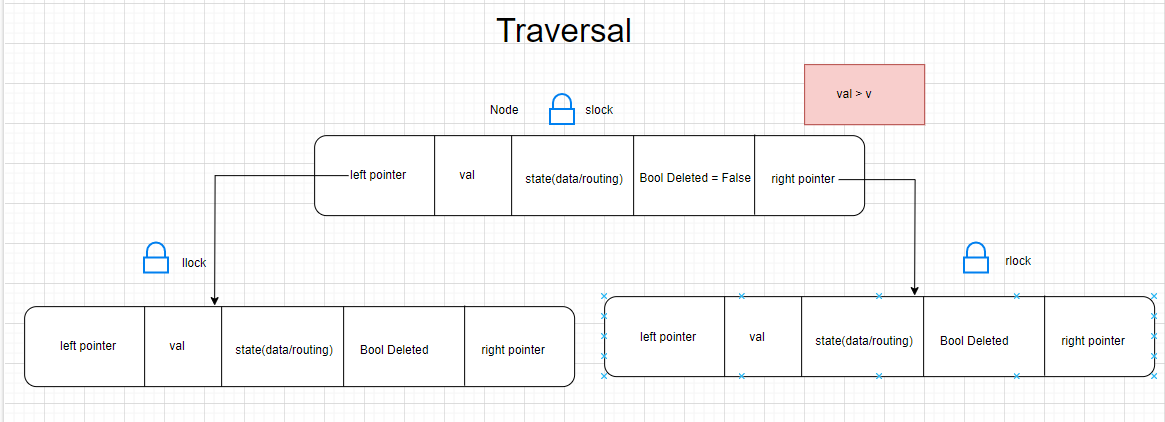 Traversal
val > v
Node
slock
left pointer
val
state(data/routing)
Bool Deleted = False
right pointer
llock
rlock
left pointer
val
state(data/routing)
Bool Deleted
right pointer
left pointer
val
state(data/routing)
Bool Deleted
right pointer